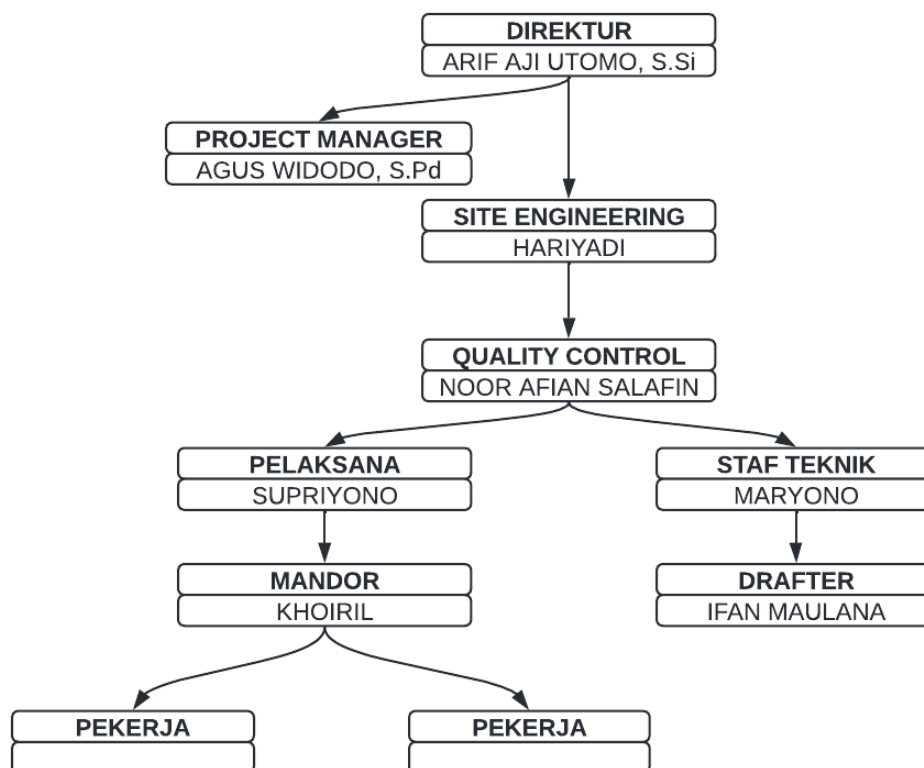 DIREKTUR
ARIF AJI UTOMO, S.Si
PROJECT MANAGER
AGUS WIDODO, S.Pd
SITE ENGINEERING
HARIYADI
QUALITY CONTROL
NOOR AFIAN SALAFIN
PELAKSANA
SUPRIYONO
STAF TEKNIK
MARYONO
MANDOR
KHOIRIL
DRAFTER
IFAN MAULANA
PEKERJA
PEKERJA